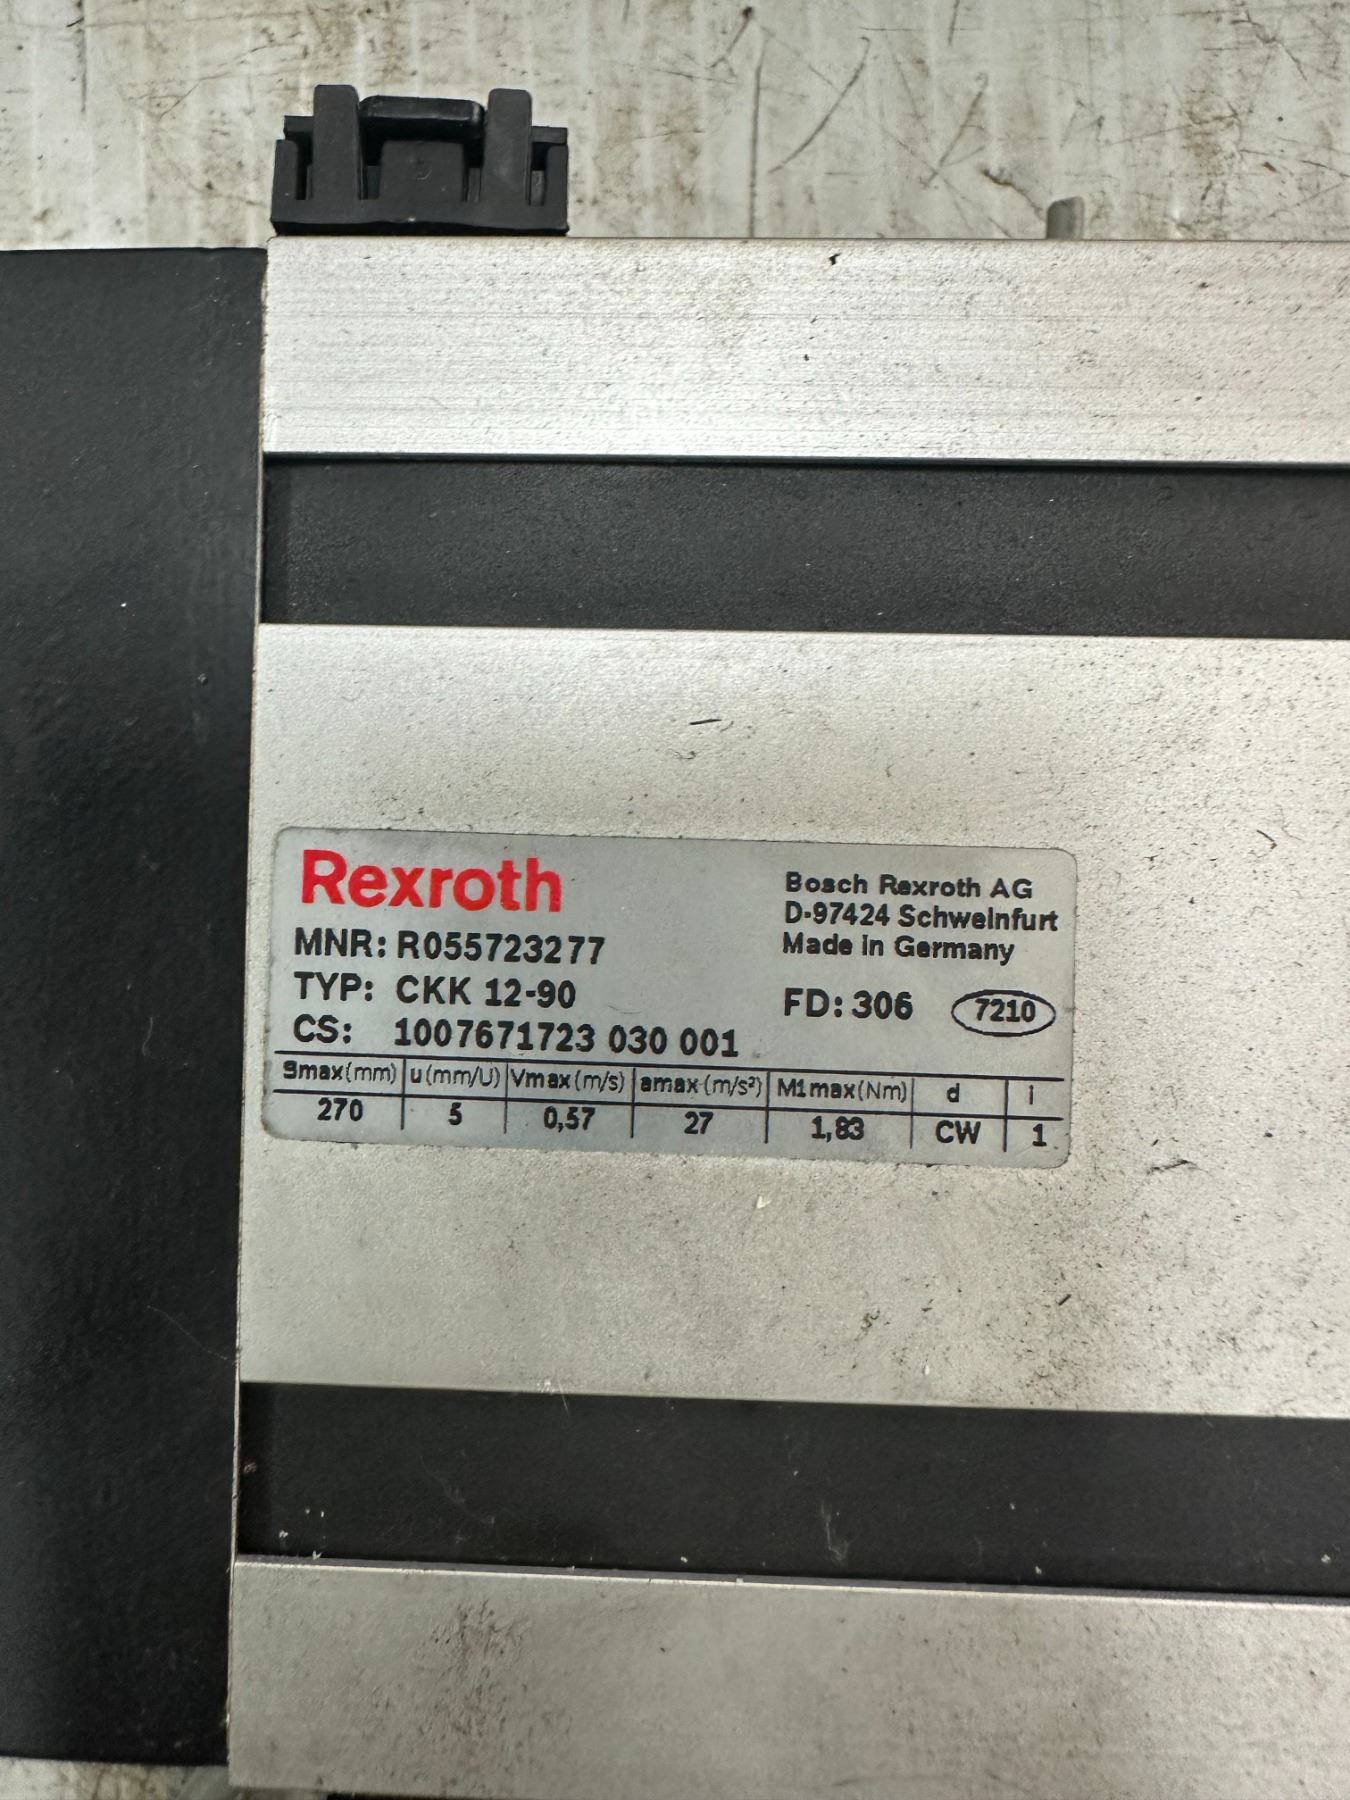 Rexroth
Bosch Rexroth AG
D-97424 Schweinfurt
Made in Germany
MNR: R055723277
TYP: CKK 12-90
FD: 306 7210
CS: 1007671723 030 001
smax (mm) u (mm/U) Vmax (m/s) amax (m/s²) M1max (Nm) d i
270 5 0,57 27 1,83 CW 1